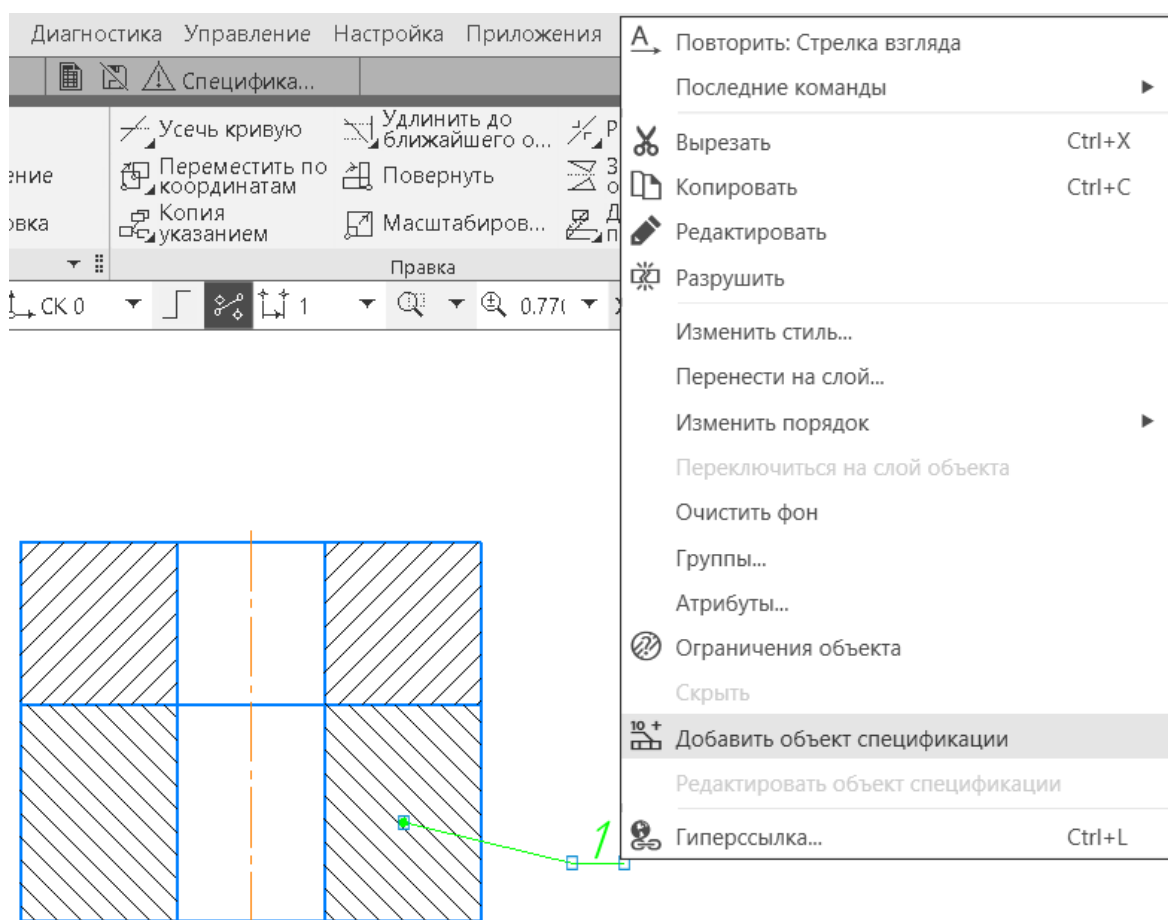 Диагностика Управление Настройка Приложения
Специфика...
Усечь кривую
Удлинить до
ближайшего о...
Р
ение
Переместить по
координатам
Повернуть
З
о
овка
Копия
указанием
Масштабиров...
Д
п
Правка
СК 0
1
0.77
А Повторить: Стрелка взгляда
Последние команды
Вырезать Ctrl+X
Копировать Ctrl+C
Редактировать
Разрушить
Изменить стиль...
Перенести на слой...
Изменить порядок
Переключиться на слой объекта
Очистить фон
Группы...
Атрибуты...
Ограничения объекта
Скрыть
10 + Добавить объект спецификации
Редактировать объект спецификации
Гиперссылка... Ctrl+L
1